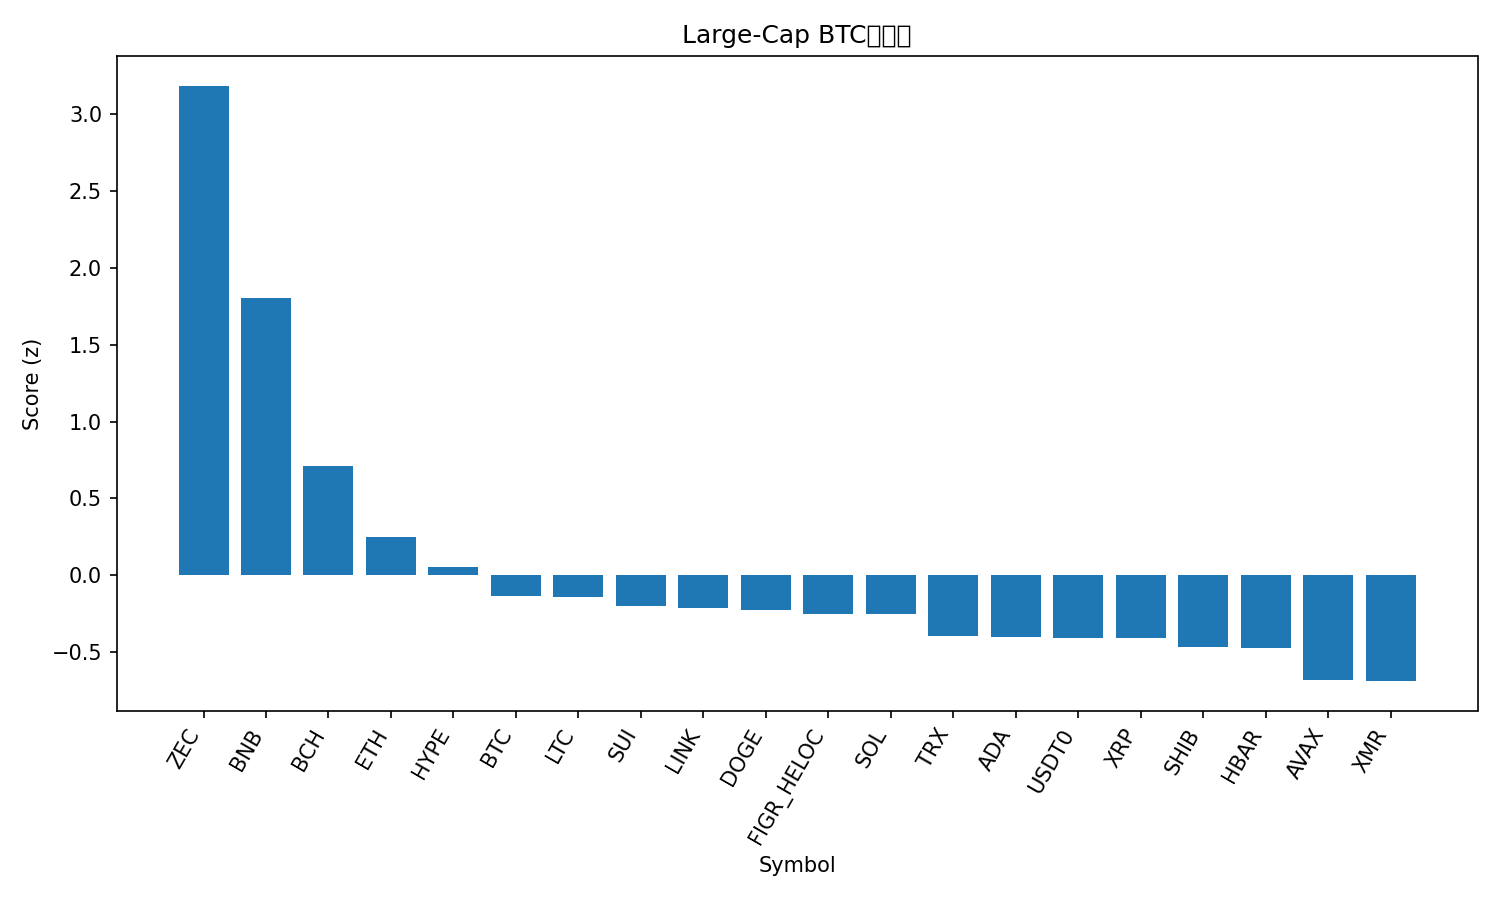 Large-Cap BTC
Score (z)
3.0
2.5
2.0
1.5
1.0
0.5
0.0
−0.5
ZEC
BNB
BCH
ETH
HYPE
BTC
LTC
SUI
LINK
DOGE
FIGR_HELOC
SOL
TRX
ADA
USDT0
XRP
SHIB
HBAR
AVAX
XMR
Symbol